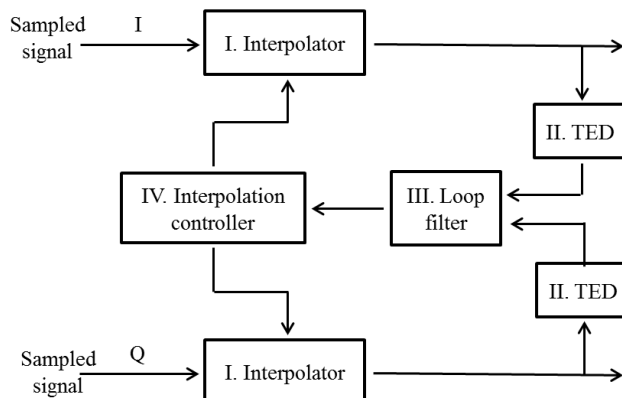 Sampled
signal
I
I. Interpolator
II. TED
IV. Interpolation
controller
III. Loop
filter
II. TED
Sampled
signal
Q
I. Interpolator